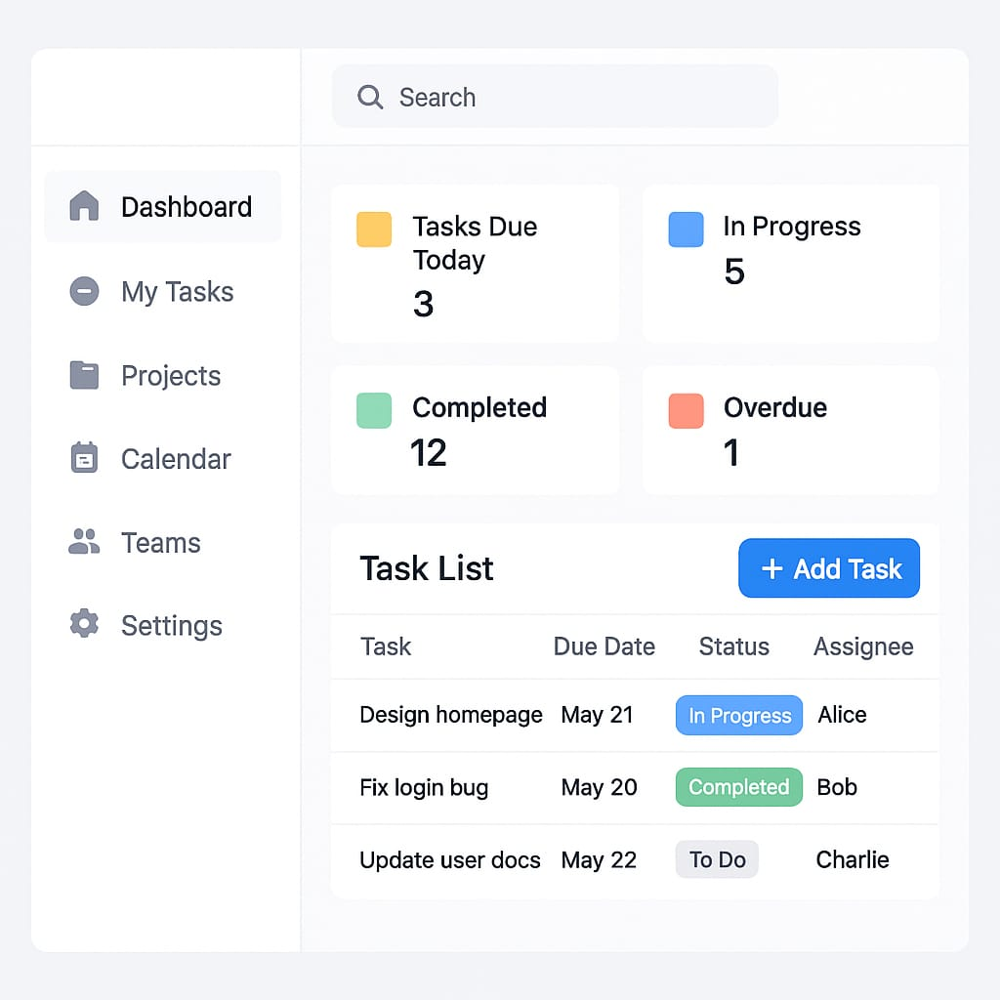 Search
Dashboard
My Tasks
Projects
Calendar
Teams
Settings
Tasks Due
Today
3
In Progress
5
Completed
12
Overdue
1
Task List
+ Add Task
Task Due Date Status Assignee
Design homepage May 21 In Progress Alice
Fix login bug May 20 Completed Bob
Update user docs May 22 To Do Charlie